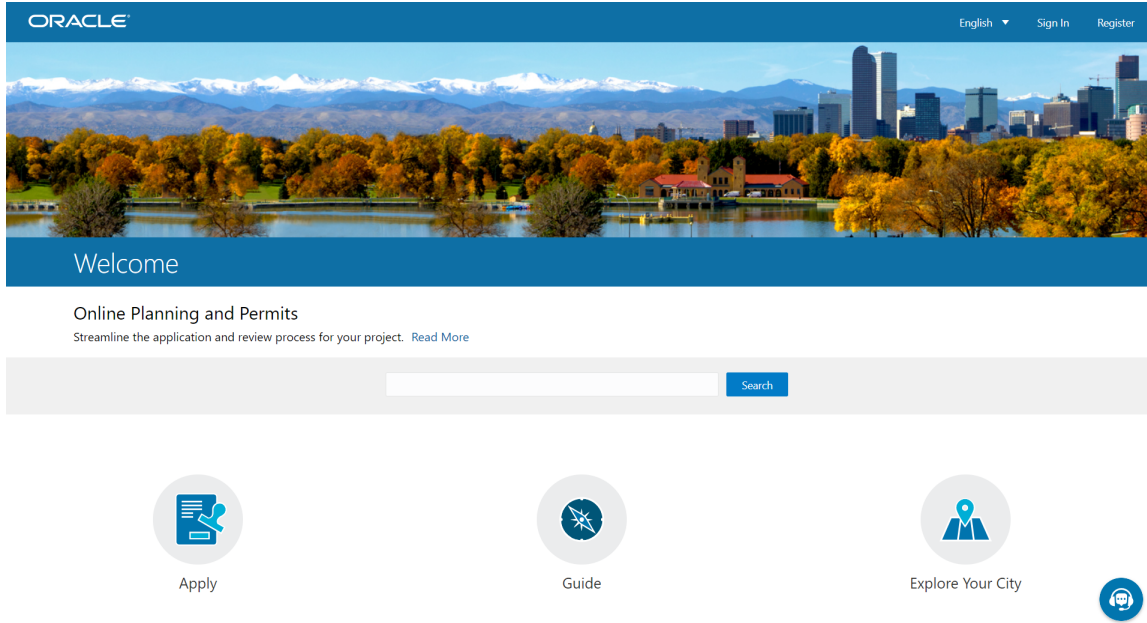 ORACLE
English
Sign In
Register
Welcome
Online Planning and Permits
Streamline the application and review process for your project. Read More
Search
Apply
Guide
Explore Your City